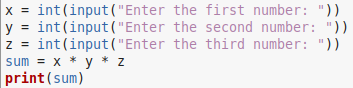 x = int(input("Enter the first number: "))
y = int(input("Enter the second number: "))
z = int(input("Enter the third number: "))
sum = x * y * z
print(sum)